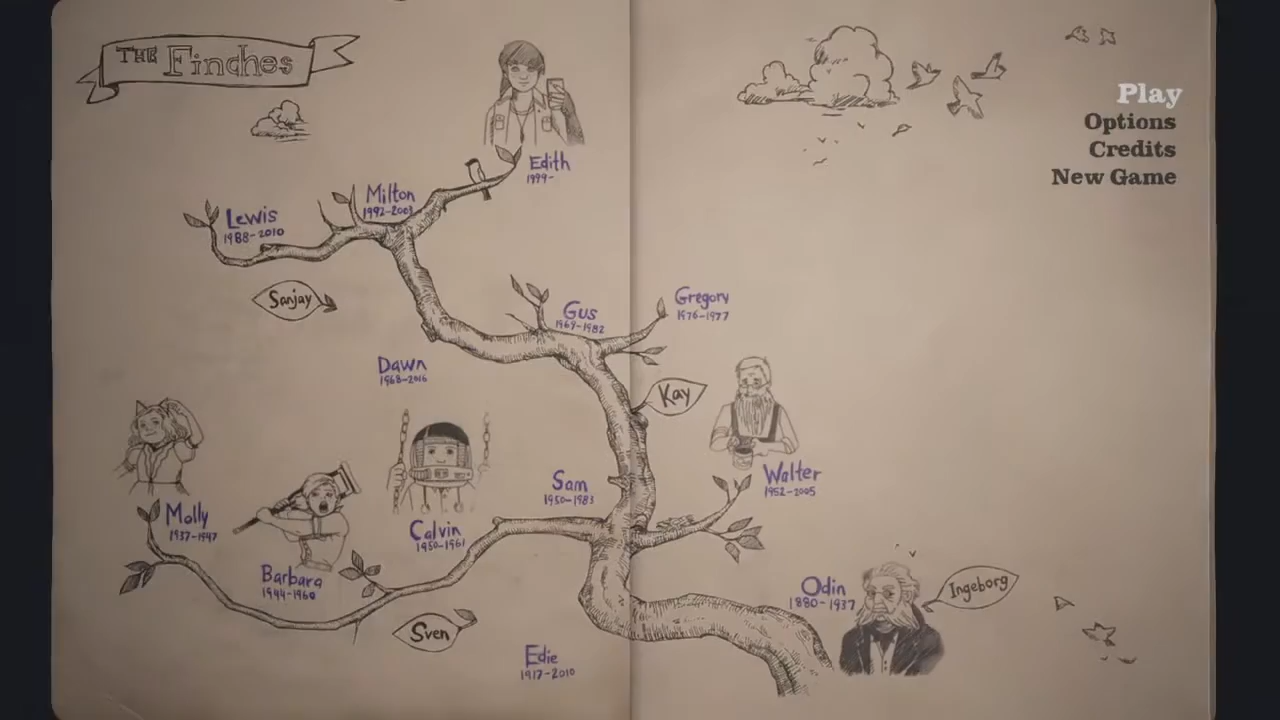 THE Finches
Play
Options
Credits
New Game
Edith
1999-
Milton
1992-2003
Lewis
1988-2010
Sanjay
Gus
1969-1982
Gregory
1976-1977
Dawn
1968-2016
Kay
Walter
1952-2005
Sam
1950-1983
Molly
1937-1947
Calvin
1950-1961
Barbara
1944-1960
Sven
Odin
1880-1937
Ingeborg
Edie
1917-2010